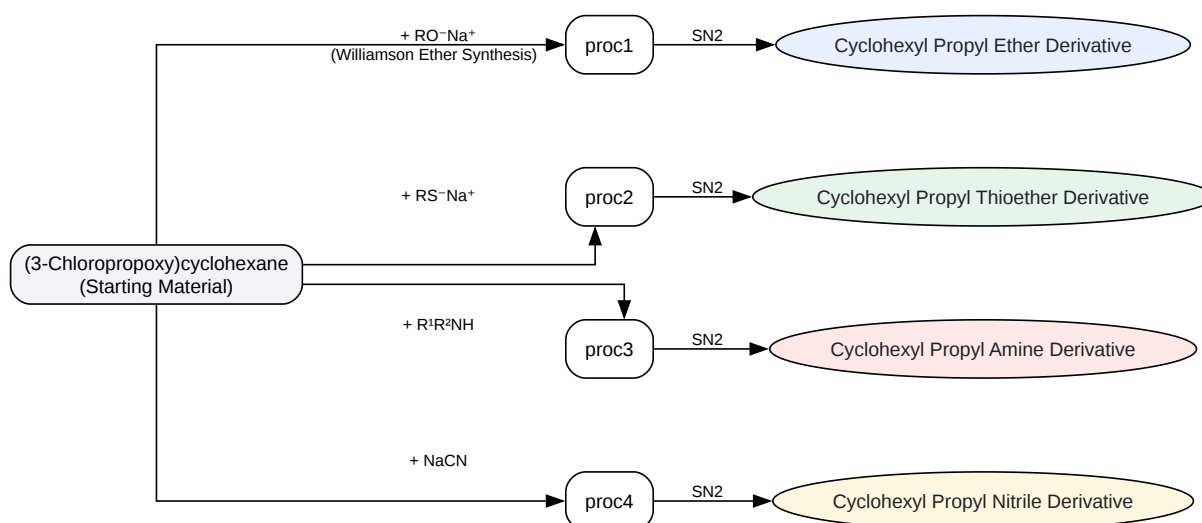 + RO⁻Na⁺
(Williamson Ether Synthesis)
proc1
SN2
Cyclohexyl Propyl Ether Derivative
+ RS⁻Na⁺
proc2
SN2
Cyclohexyl Propyl Thioether Derivative
(3-Chloropropoxy)cyclohexane
(Starting Material)
+ R¹R²NH
proc3
SN2
Cyclohexyl Propyl Amine Derivative
+ NaCN
proc4
SN2
Cyclohexyl Propyl Nitrile Derivative